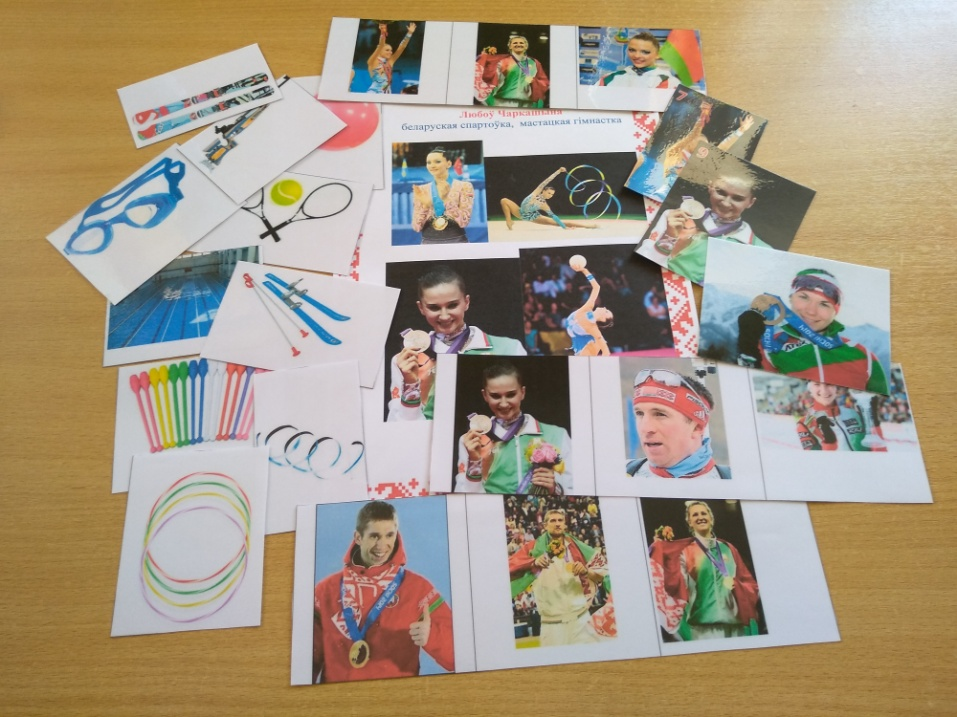 Любоў Чаркашына
беларуская спартоўка, мастацкая гімнастка